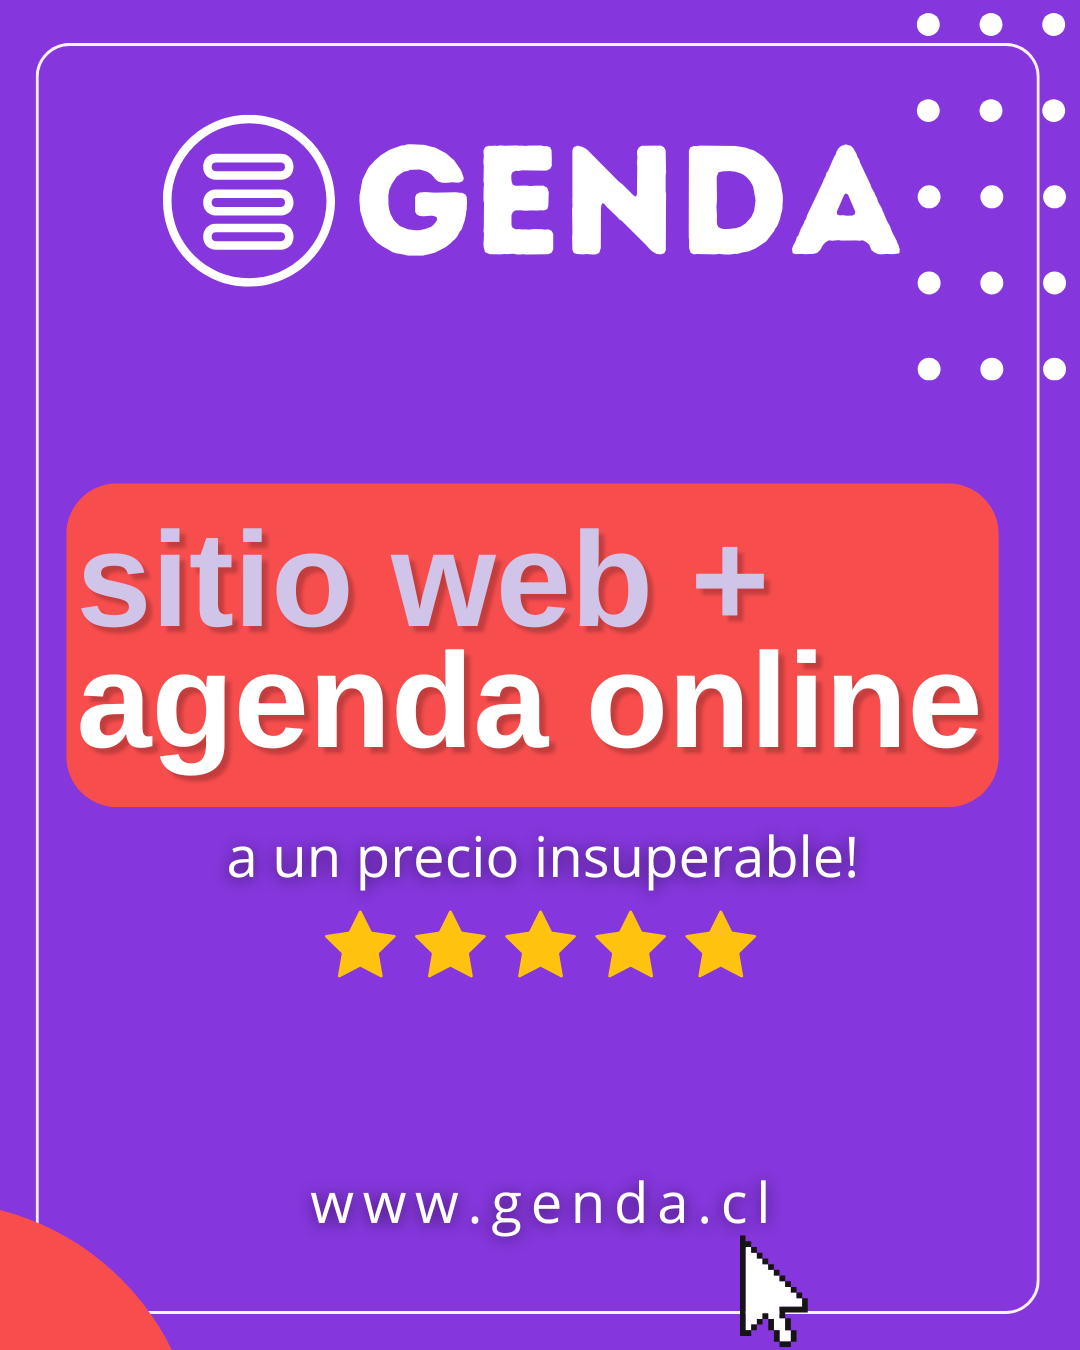 GENDA
sitio web +
agenda online
a un precio insuperable!
www.genda.cl